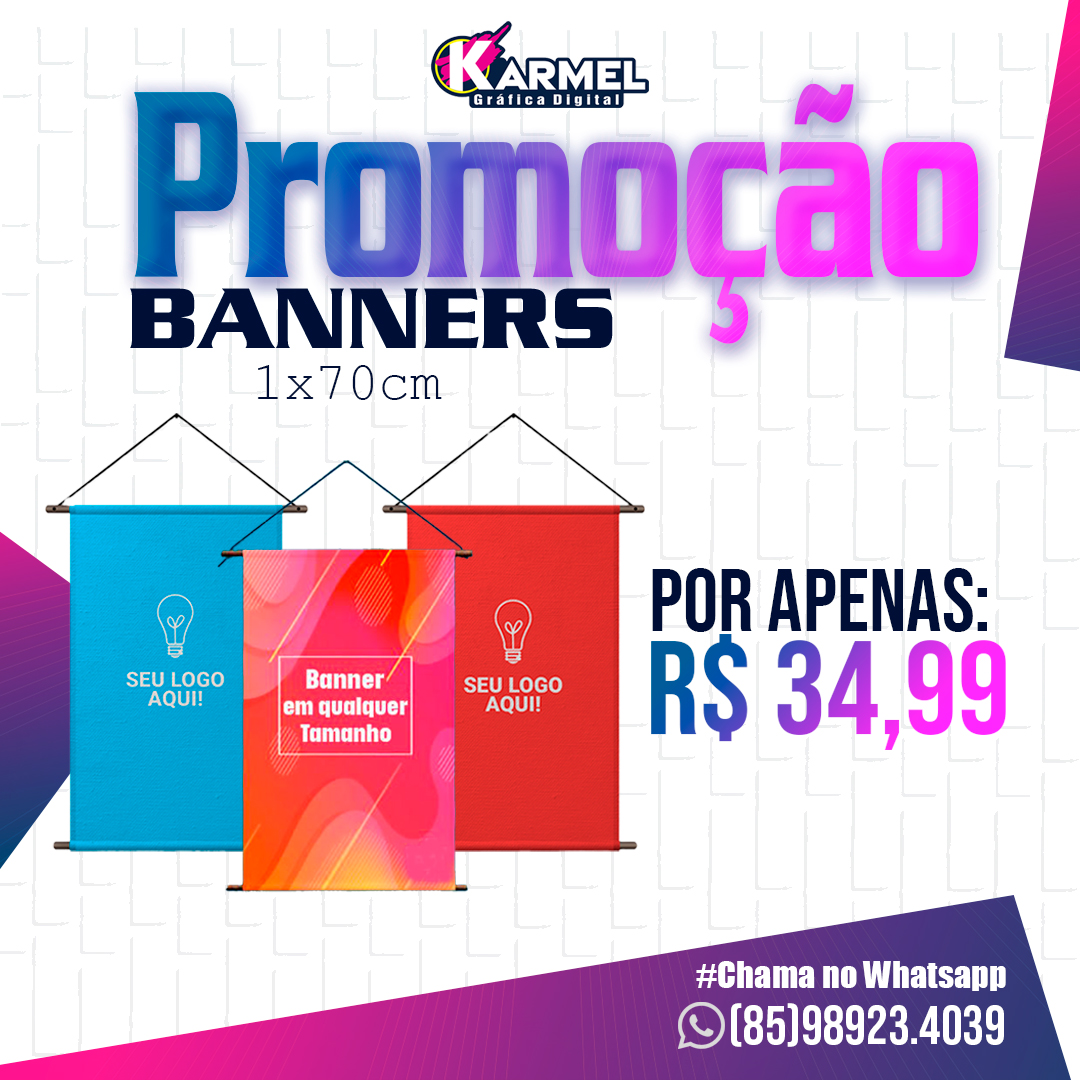 KARMEL
Gráfica Digital
Promoção
BANNERS
1x70cm
SEU LOGO
AQUI!
Banner
em qualquer
Tamanho
SEU LOGO
AQUI!
POR APENAS:
R$ 34,99
#Chama no Whatsapp
(85)98923.4039